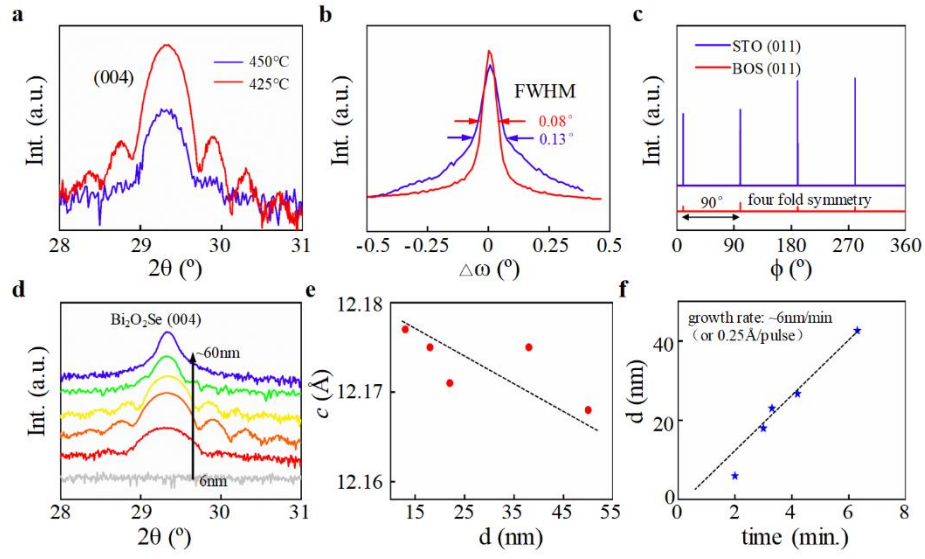 a
Int. (a.u.)
(004)
450°C
425°C
28 29 30 31
2θ (º)
b
Int. (a.u.)
FWHM
0.08°
0.13°
-0.5 -0.25 0 0.25 0.5
△ω (º)
c
Int. (a.u.)
STO (011)
BOS (011)
90° four fold symmetry
0 90 180 270 360
ϕ (º)
d
Int. (a.u.)
Bi₂O₂Se (004)
~60nm
6nm
28 29 30 31
2θ (º)
e
c (Å)
12.18
12.17
12.16
15 25 35 45 55
d (nm)
f
d (nm)
growth rate: ~6nm/min
（or 0.25Å/pulse）
40
20
0
0 2 4 6 8
time (min.)